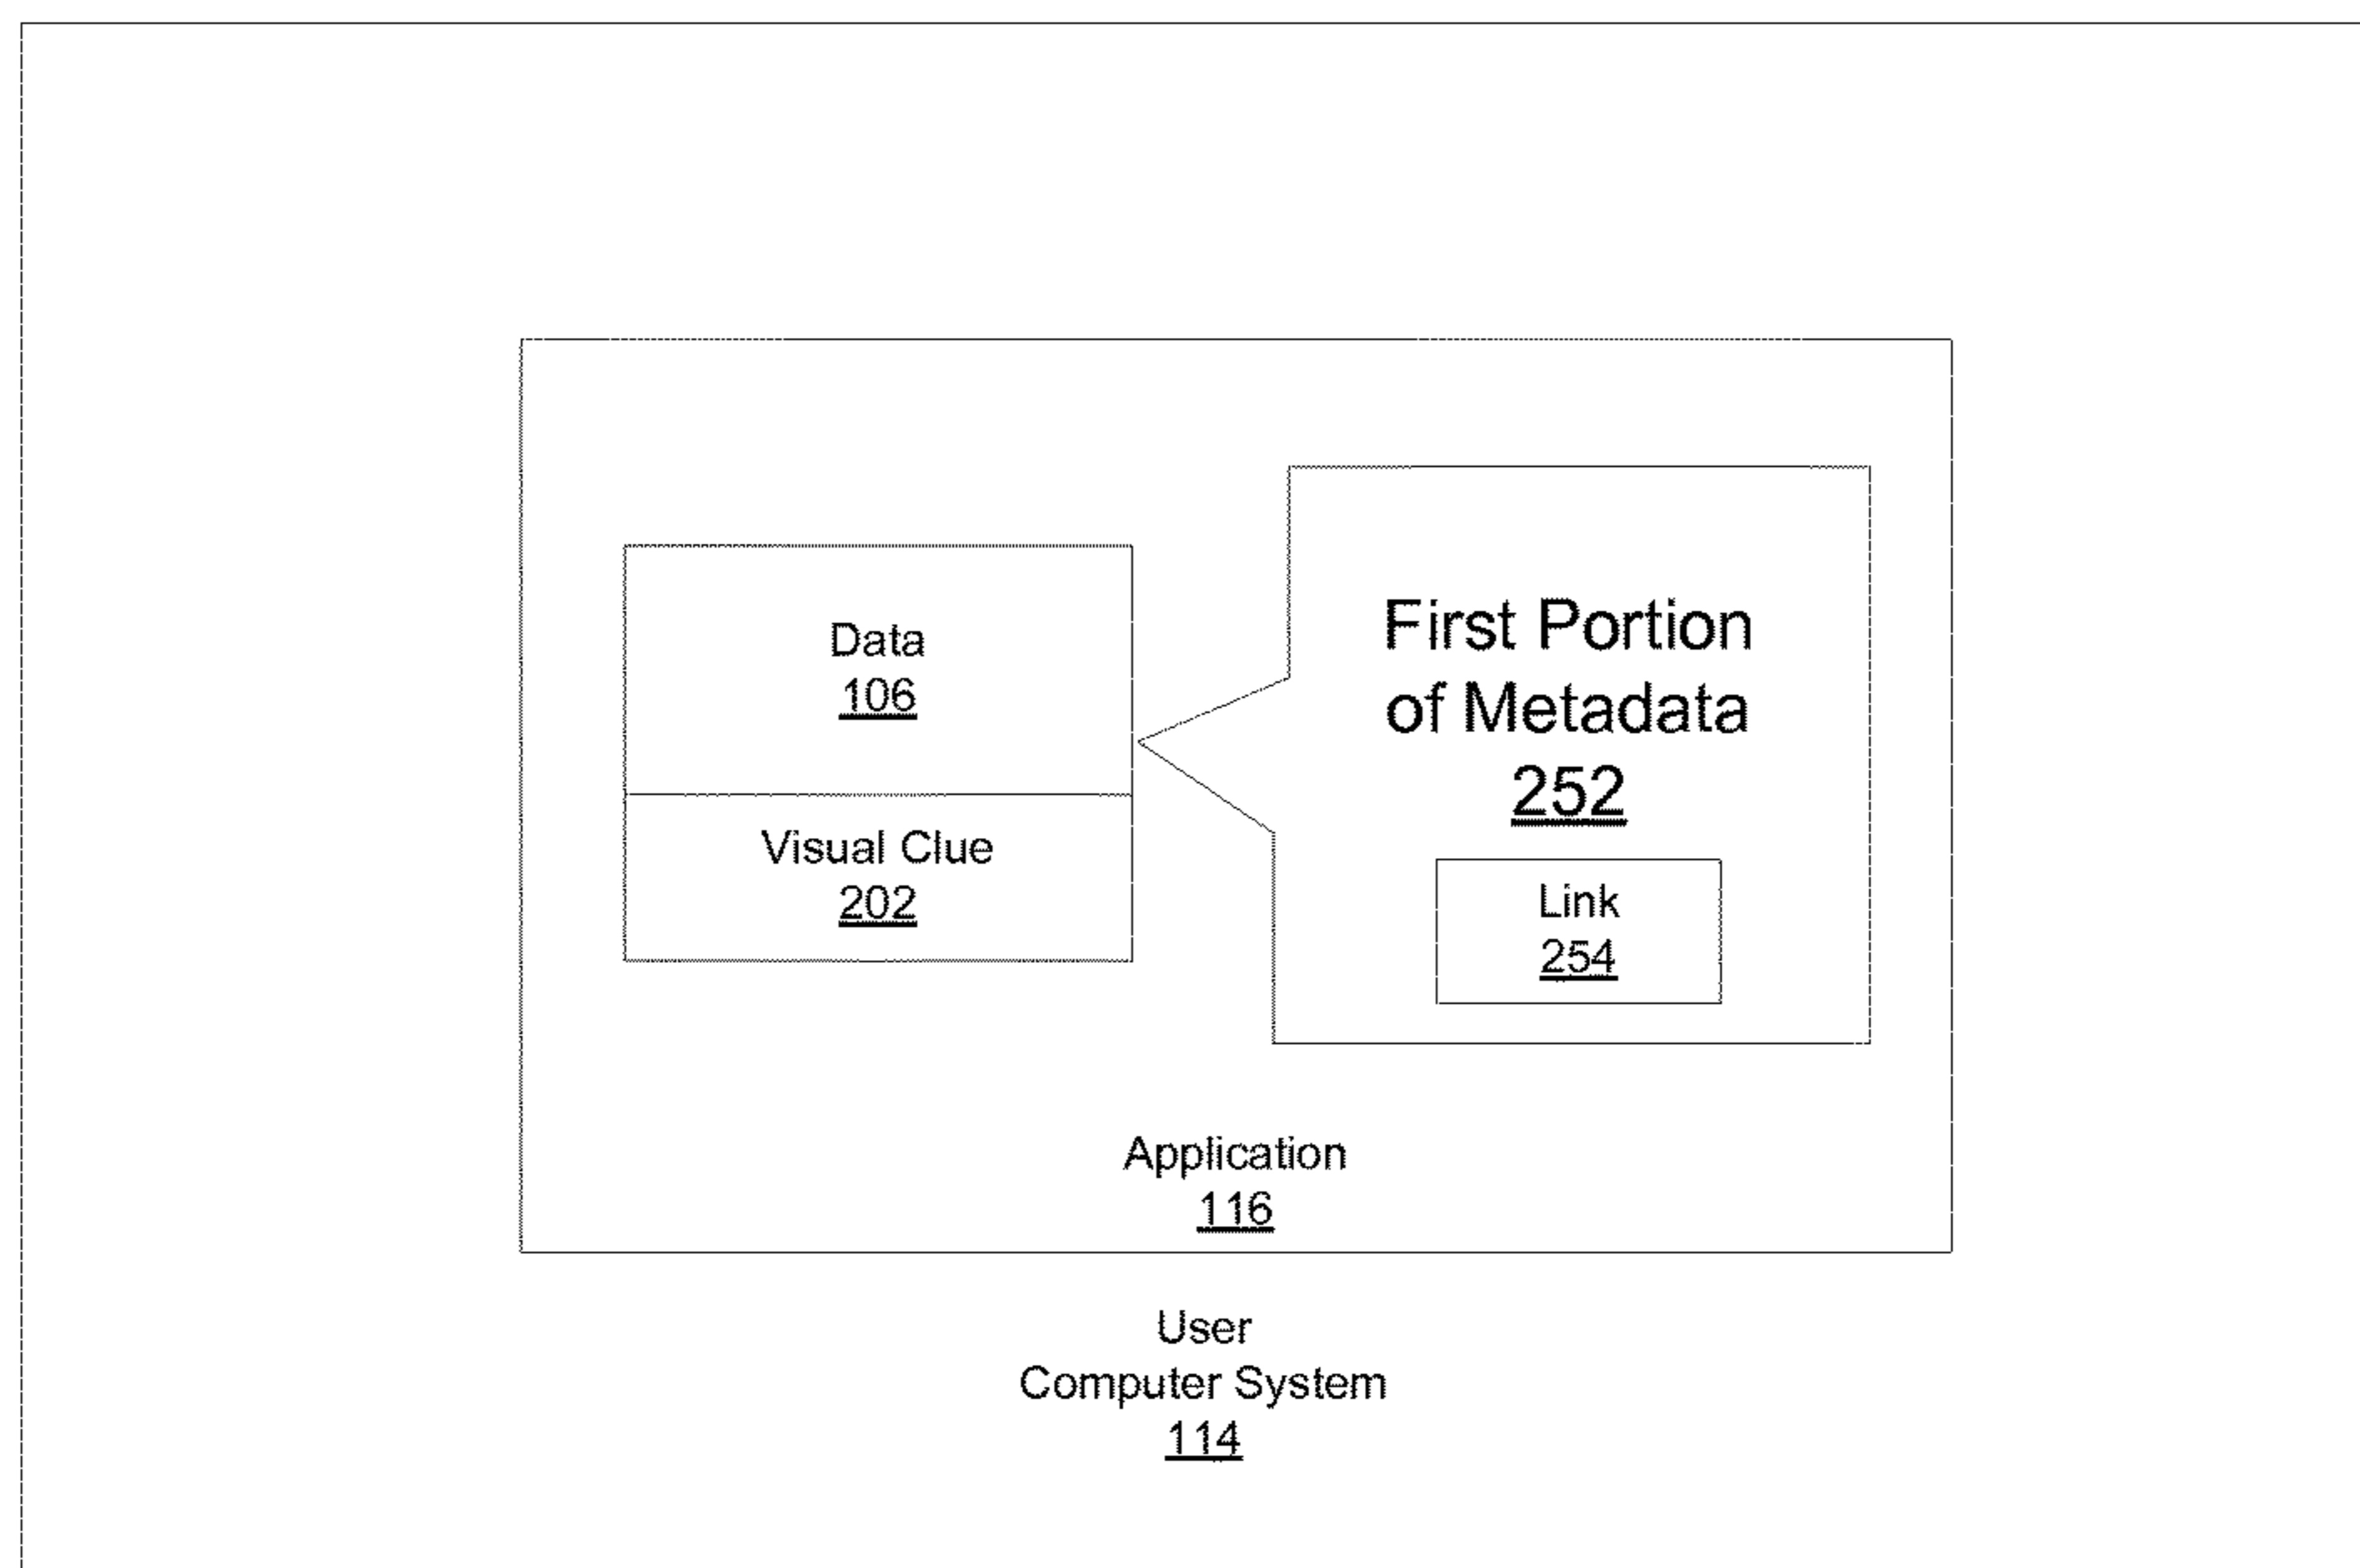 Data
106
Visual Clue
202
First Portion
of Metadata
252
Link
254
Application
116
User
Computer System
114